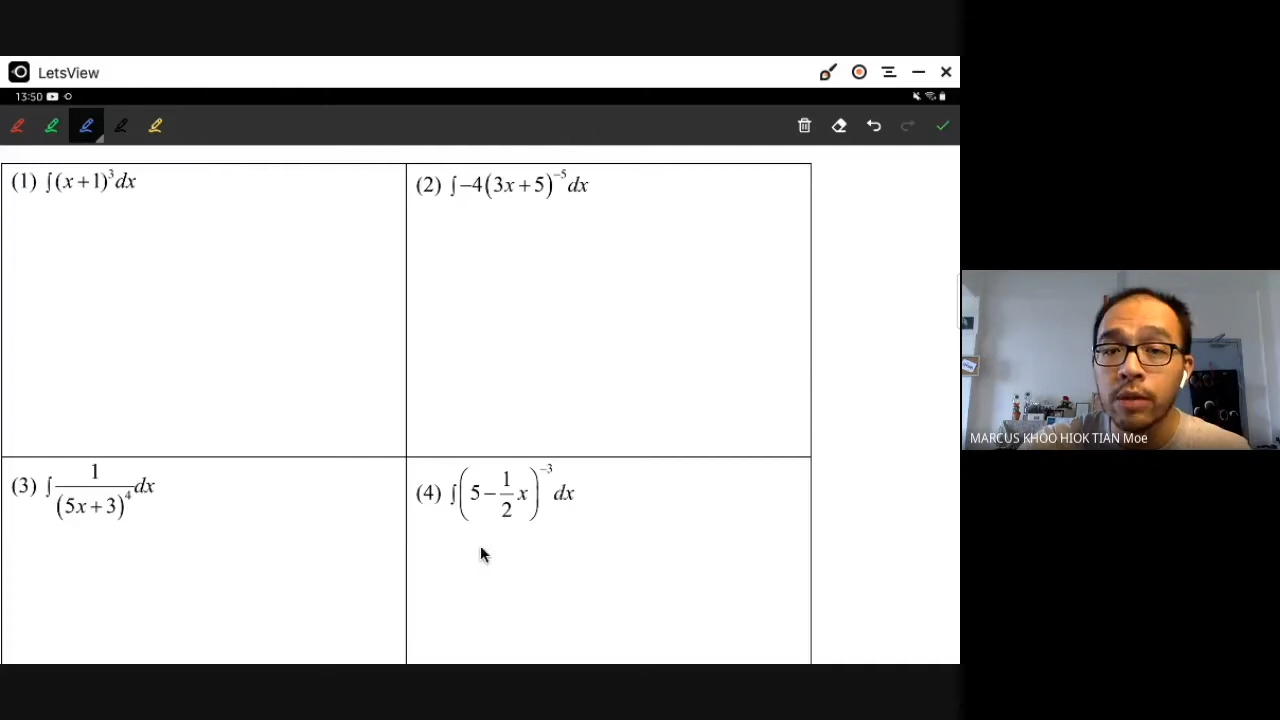 LetsView
13:50
(1) ∫(x+1)³dx
(2) ∫−4(3x+5)⁻⁵dx
(3) ∫ 1/(5x+3)⁴ dx
(4) ∫(5−1/2x)⁻³ dx
MARCUS KHOO HIOK TIAN Moe